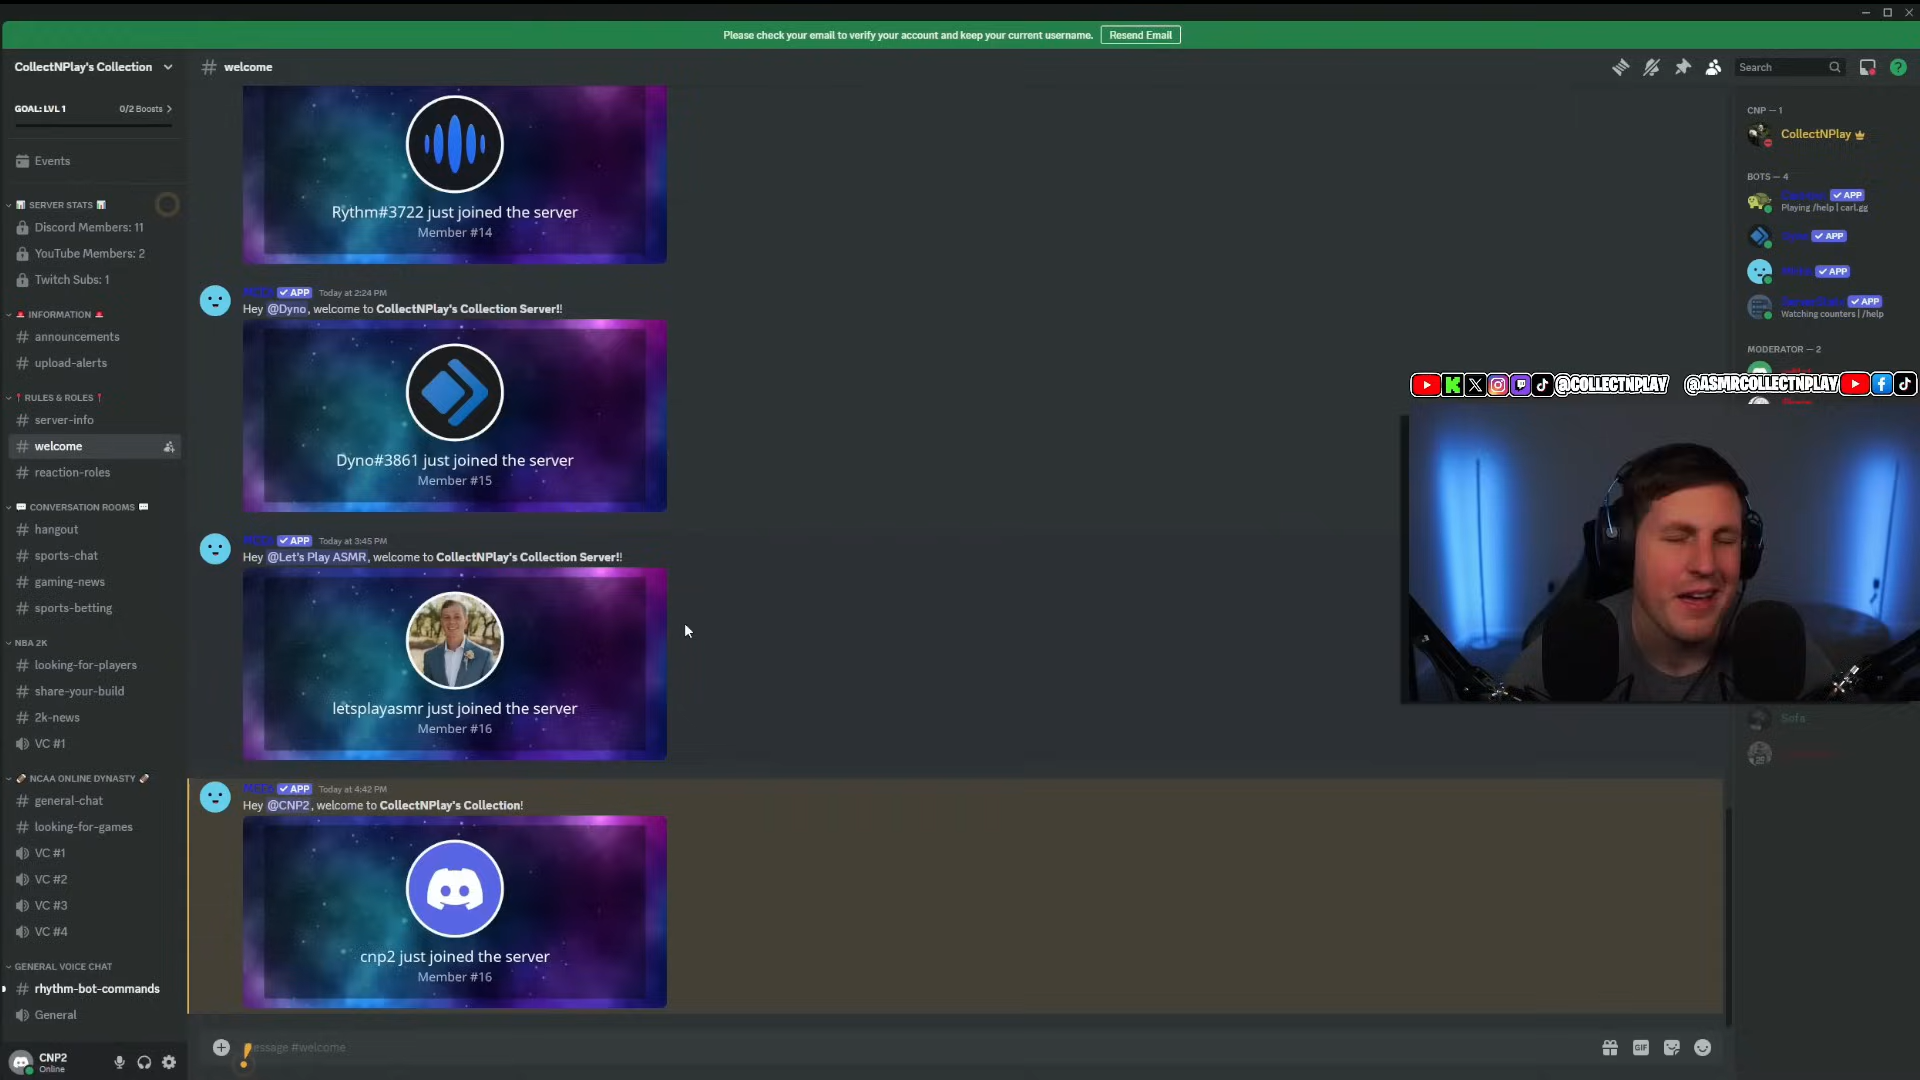 Please check your email to verify your account and keep your current username. Resend Email
CollectNPlay's Collection
# welcome
Search
GOAL: LVL 1 0/2 Boosts >
Events
SERVER STATS
Discord Members: 11
YouTube Members: 2
Twitch Subs: 1
INFORMATION
# announcements
# upload-alerts
RULES & ROLES
# server-info
# welcome
# reaction-roles
CONVERSATION ROOMS
# hangout
# sports-chat
# gaming-news
# sports-betting
NBA 2K
# looking-for-players
# share-your-build
# 2k-news
VC #1
NCAA ONLINE DYNASTY
# general-chat
# looking-for-games
VC #1
VC #2
VC #3
VC #4
GENERAL VOICE CHAT
# rhythm-bot-commands
General
CNP2
Online
Rythm#3722 just joined the server
Member #14
APP Today at 2:24 PM
Hey @Dyno, welcome to CollectNPlay's Collection Server!!
Dyno#3861 just joined the server
Member #15
APP Today at 3:45 PM
Hey @Let's Play ASMR, welcome to CollectNPlay's Collection Server!!
letsplayasmr just joined the server
Member #16
MEE6 APP Today at 4:42 PM
Hey @CNP2, welcome to CollectNPlay's Collection!
cnp2 just joined the server
Member #16
essage #welcome
GIF
CNP — 1
CollectNPlay
BOTS — 4
APP
Playing /help | carl.gg
APP
APP
APP
Watching counters | /help
MODERATOR — 2
@COLLECTNPLAY @ASMRCOLLECTNPLAY
Sofa